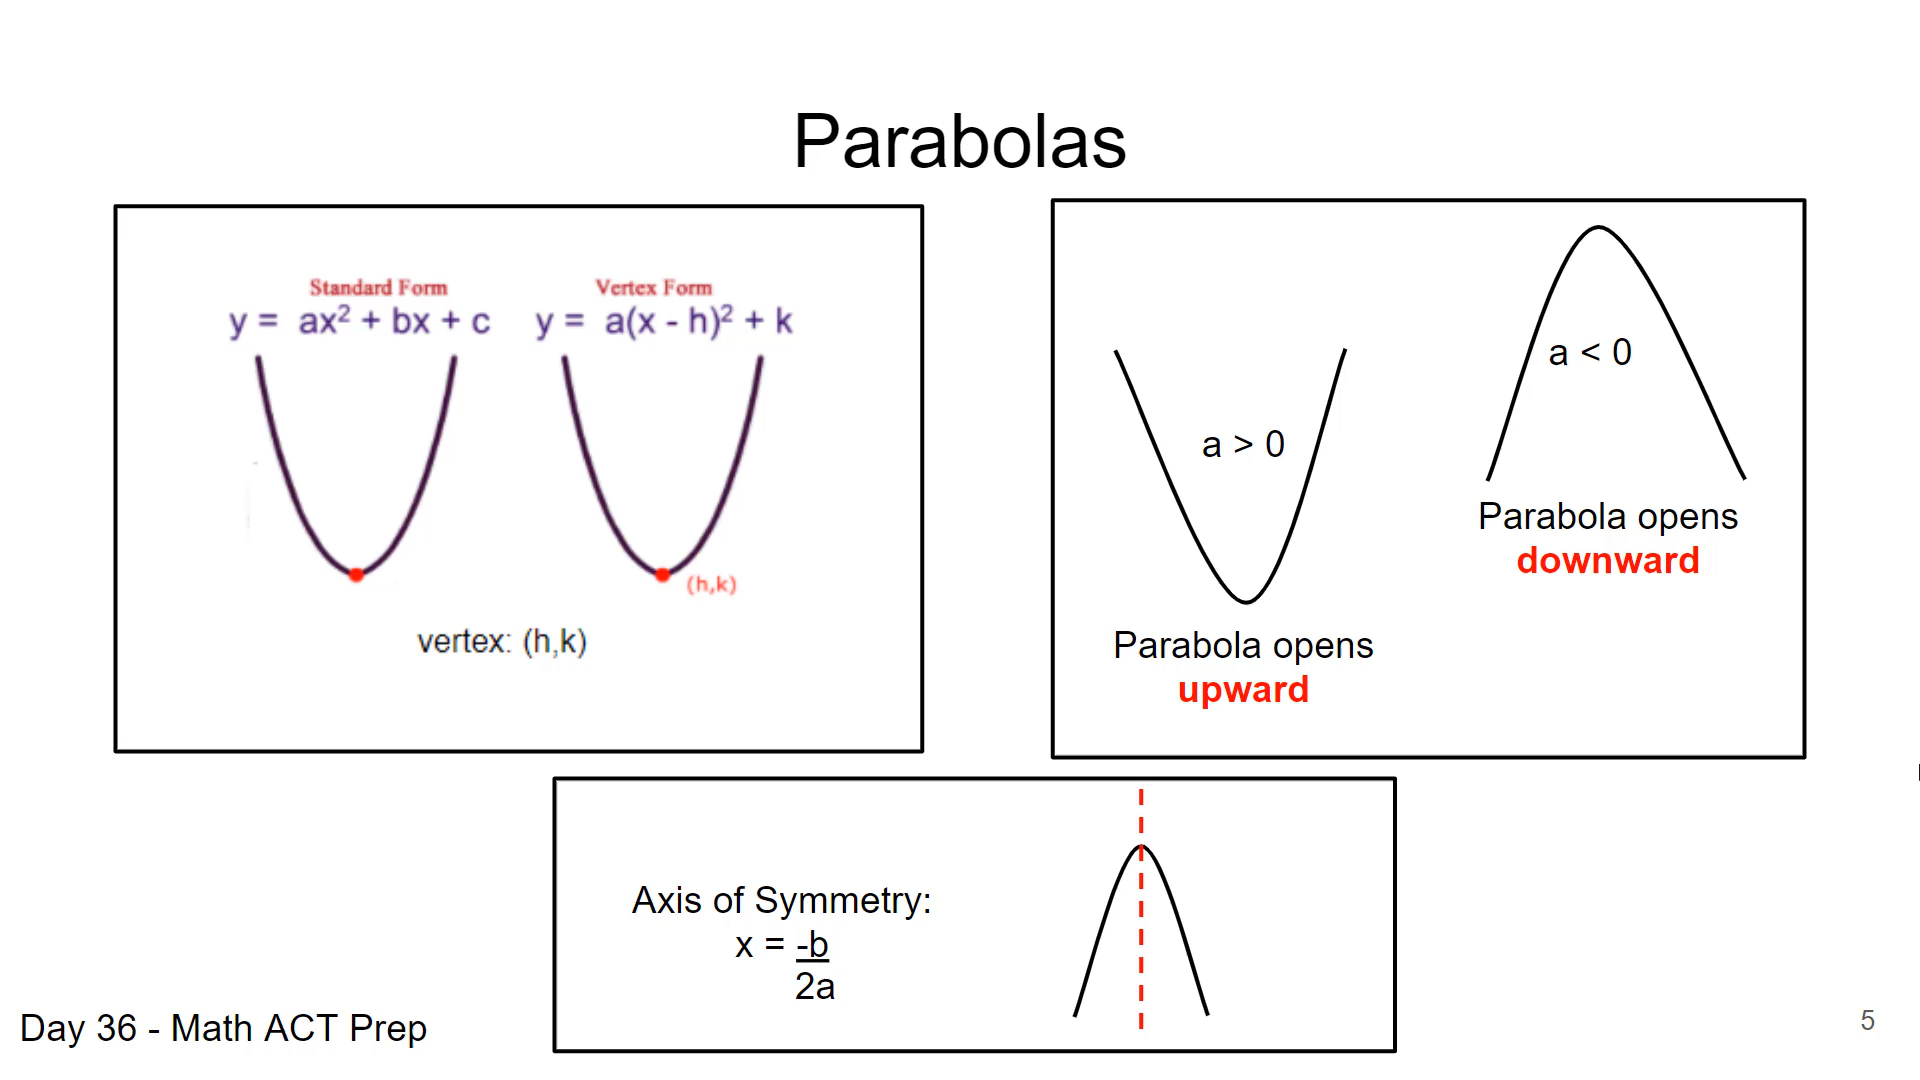 Parabolas
Standard Form
y = ax² + bx + c
Vertex Form
y = a(x - h)² + k
(h,k)
vertex: (h,k)
a > 0
Parabola opens
upward
a < 0
Parabola opens
downward
Axis of Symmetry:
x = -b
2a
Day 36 - Math ACT Prep
5